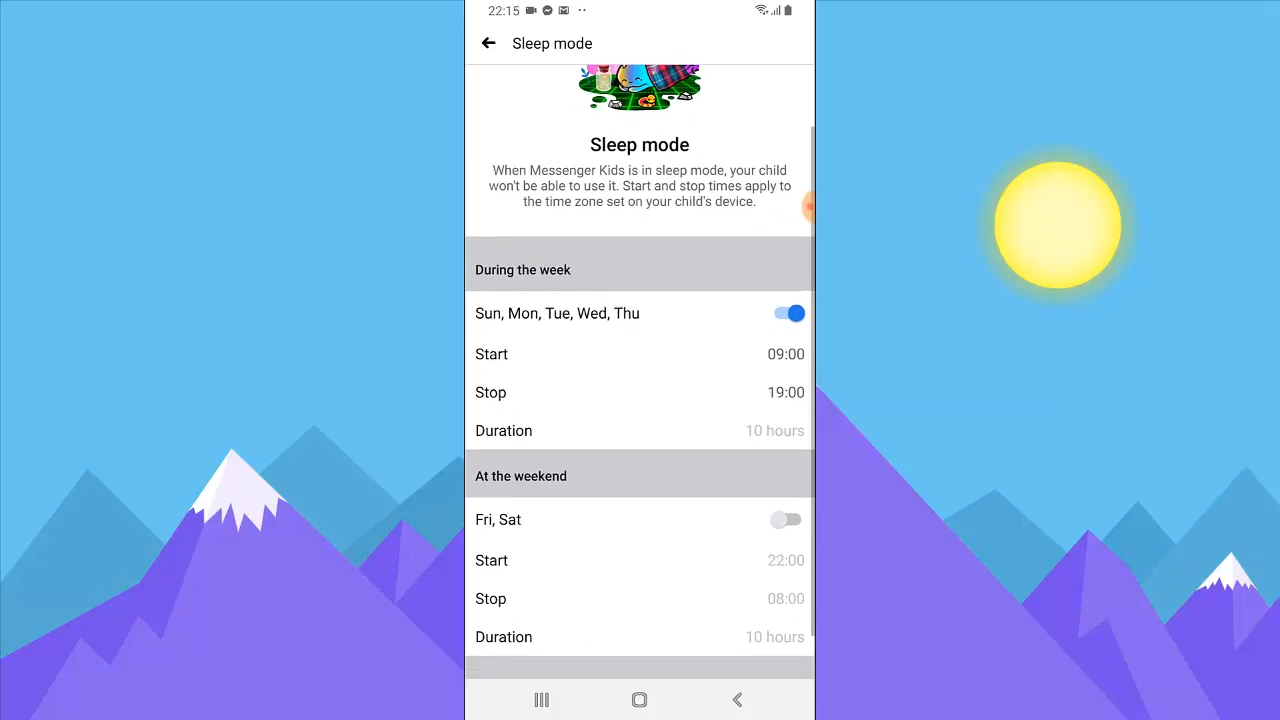 22:15
Sleep mode
Sleep mode
When Messenger Kids is in sleep mode, your child
won't be able to use it. Start and stop times apply to
the time zone set on your child's device.
During the week
Sun, Mon, Tue, Wed, Thu
Start 09:00
Stop 19:00
Duration 10 hours
At the weekend
Fri, Sat
Start 22:00
Stop 08:00
Duration 10 hours